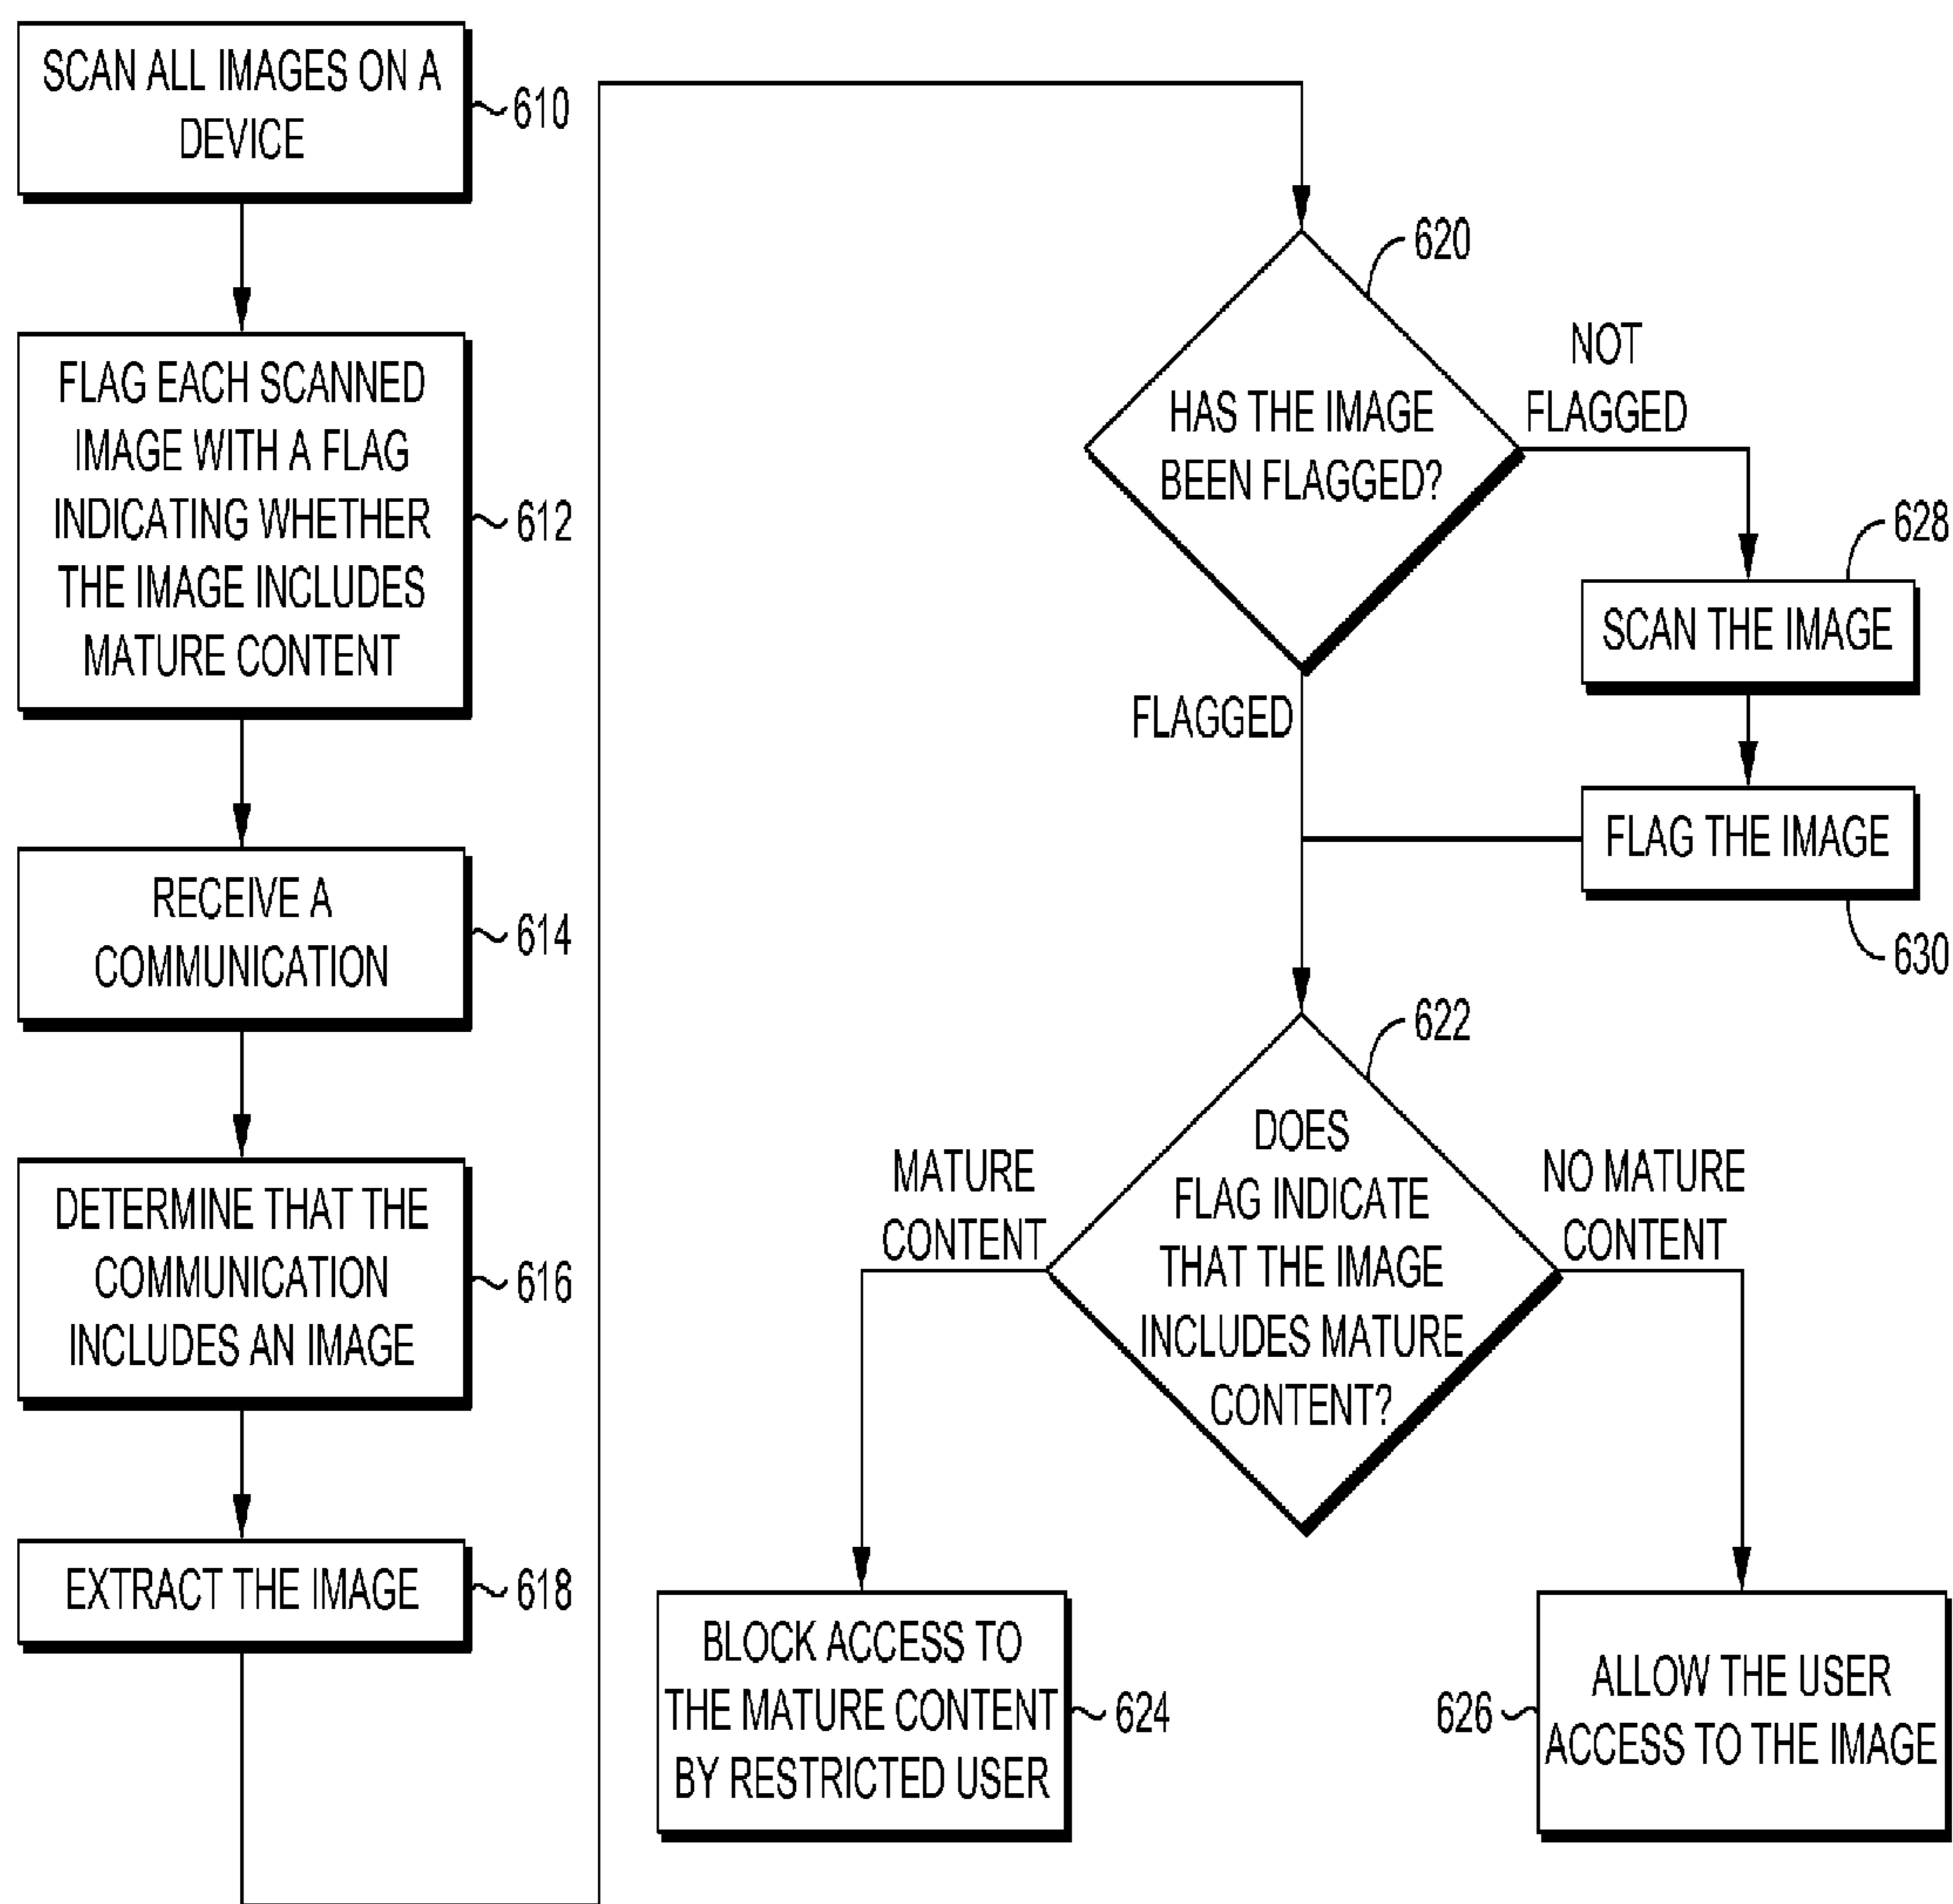 SCAN ALL IMAGES ON A
DEVICE
610
FLAG EACH SCANNED
IMAGE WITH A FLAG
INDICATING WHETHER
THE IMAGE INCLUDES
MATURE CONTENT
612
RECEIVE A
COMMUNICATION
614
DETERMINE THAT THE
COMMUNICATION
INCLUDES AN IMAGE
616
EXTRACT THE IMAGE
618
620
HAS THE IMAGE
BEEN FLAGGED?
NOT
FLAGGED
628
SCAN THE IMAGE
FLAGGED
FLAG THE IMAGE
630
622
DOES
FLAG INDICATE
THAT THE IMAGE
INCLUDES MATURE
CONTENT?
MATURE
CONTENT
NO MATURE
CONTENT
BLOCK ACCESS TO
THE MATURE CONTENT
BY RESTRICTED USER
624
626
ALLOW THE USER
ACCESS TO THE IMAGE